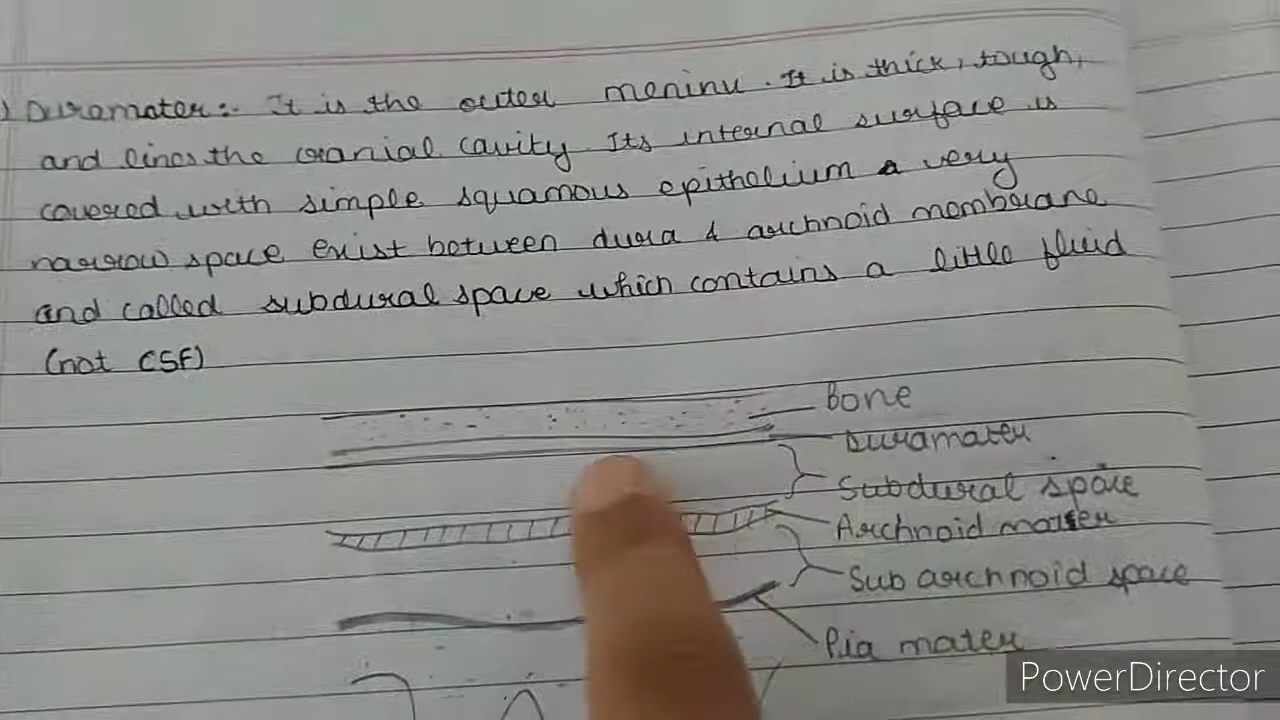 ) Duramater:- It is the outer meninx. It is thick, tough,
and lines the cranial cavity. Its internal surface is
covered with simple squamous epithelium a very
narrow space exist between dura & archnoid membrane
and called subdural space which contains a little fluid
(not CSF)
Bone
Duramater
Subdural space
Archnoid mater
Sub archnoid space
Pia mater
PowerDirector